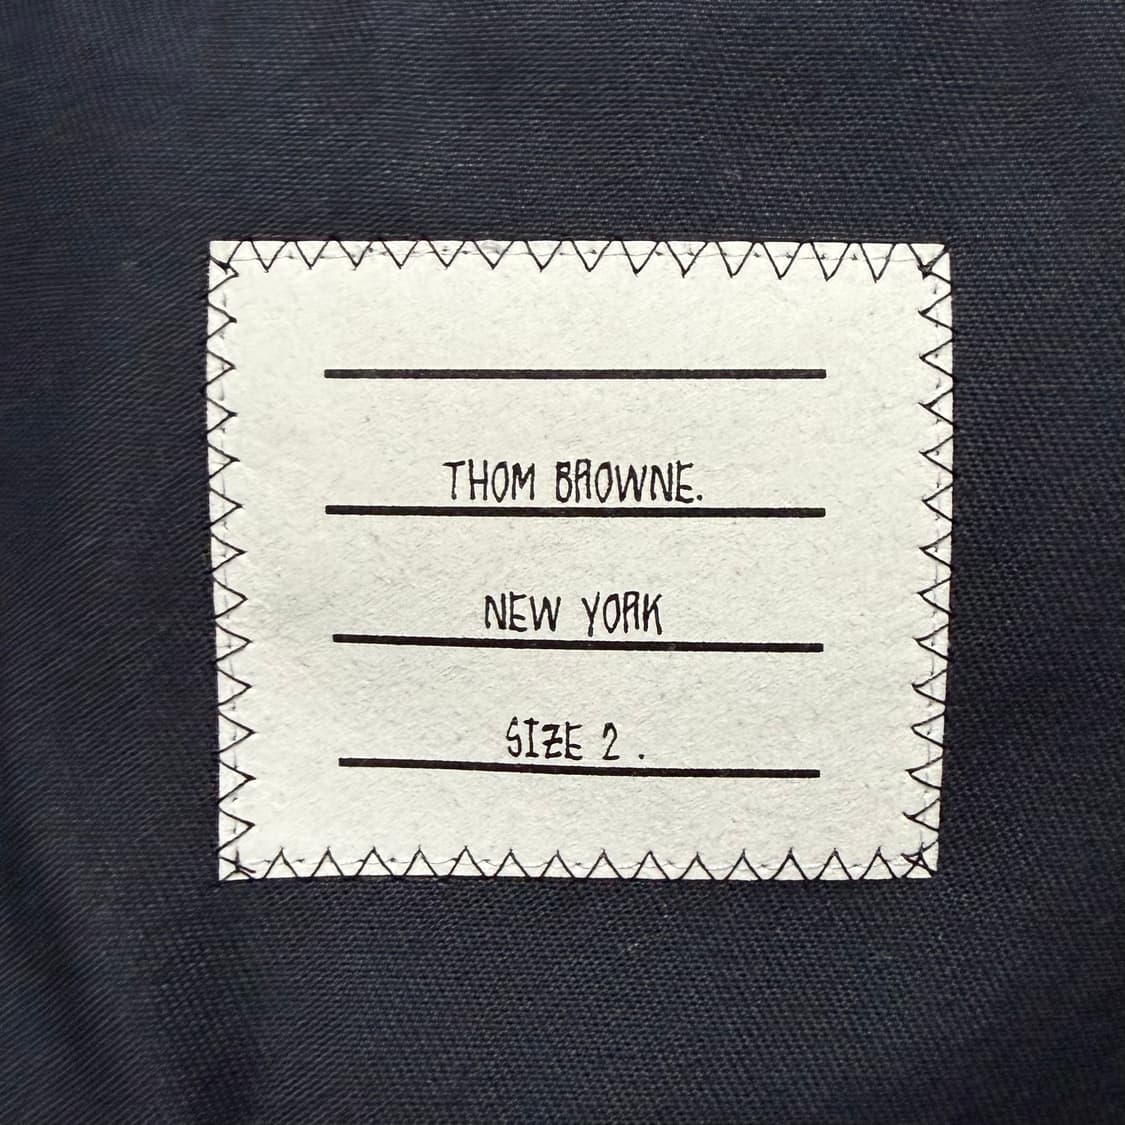 THOM BROWNE.
NEW YORK
SIZE 2 .